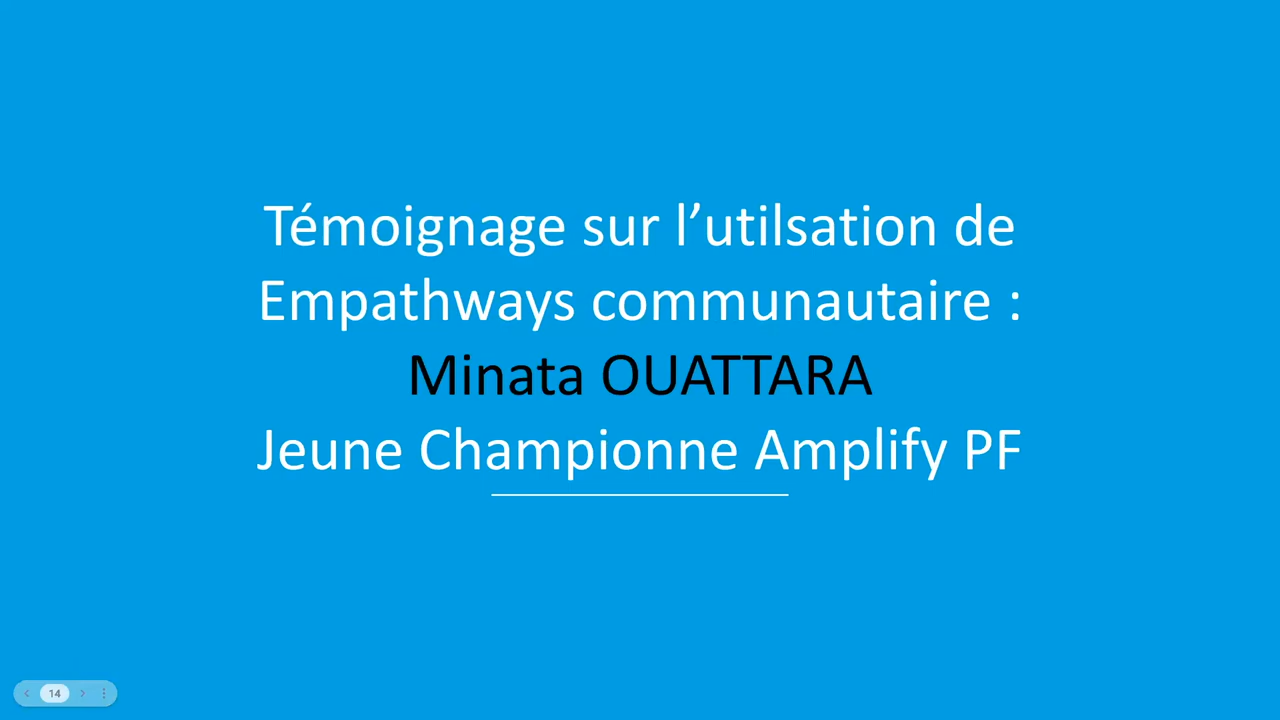 Témoignage sur l’utilsation de
Empathways communautaire :
Minata OUATTARA
Jeune Championne Amplify PF
14